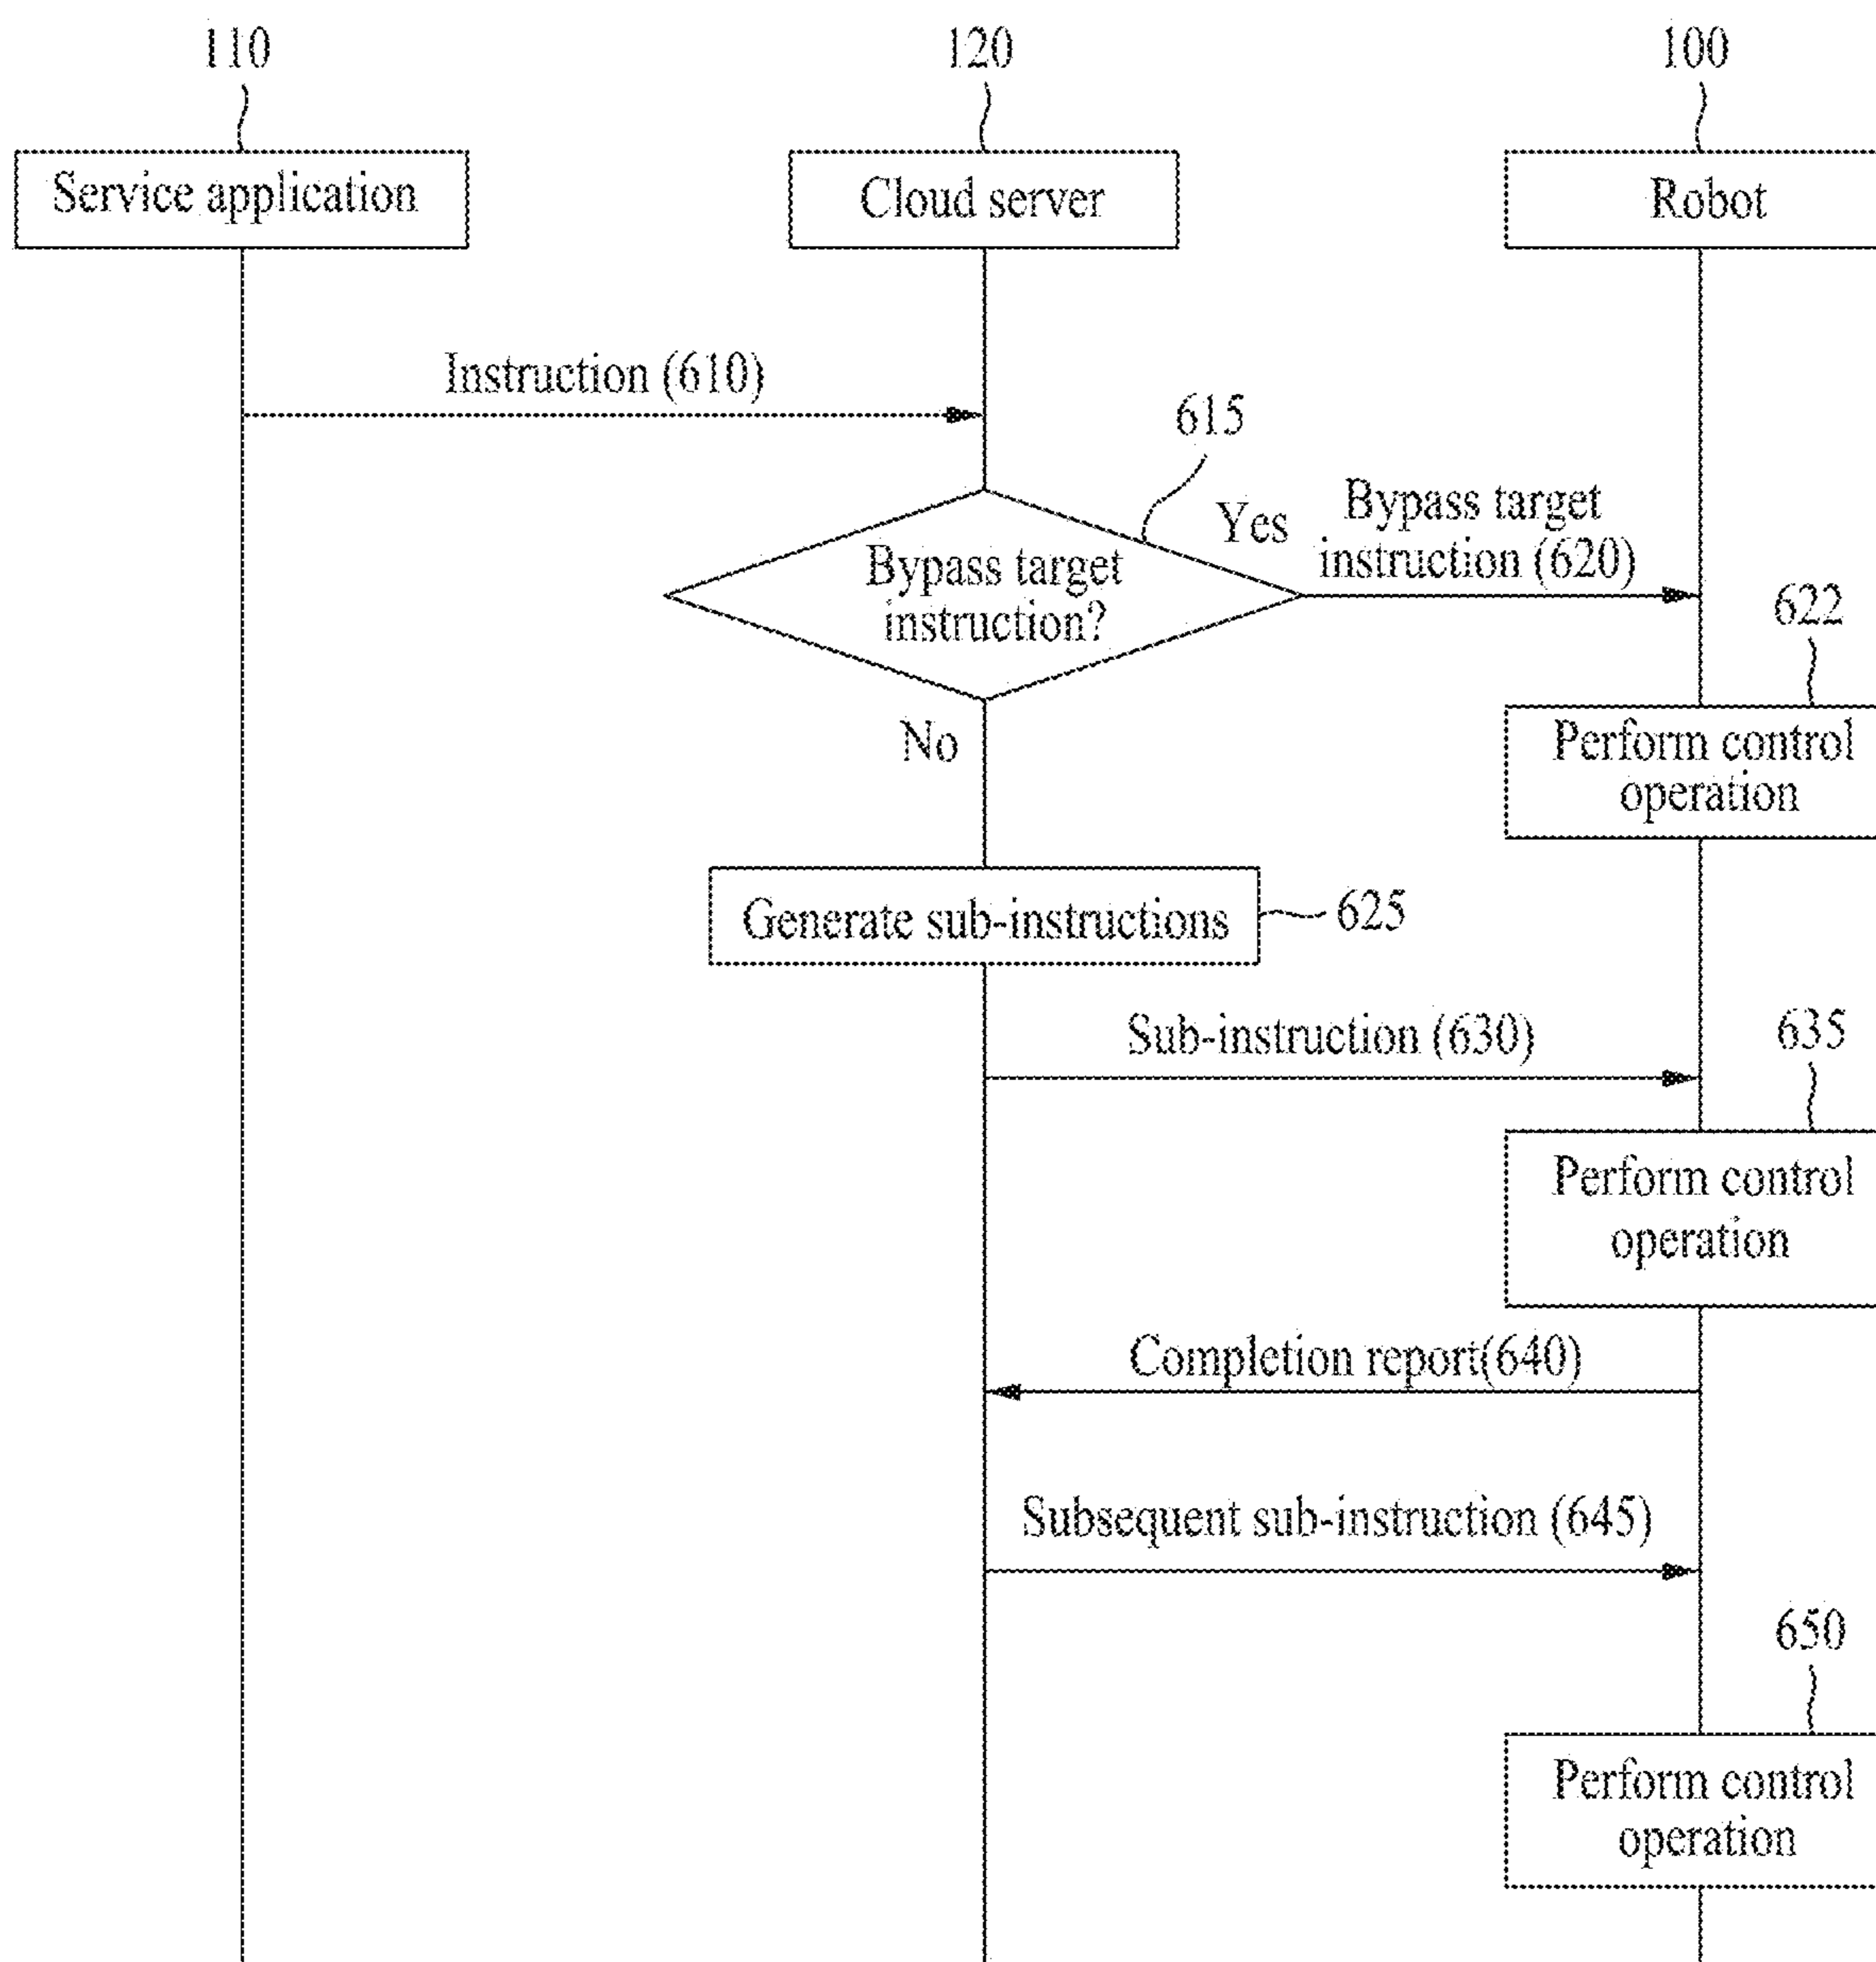 110
120
100
Service application
Cloud server
Robot
Instruction (610)
615
Yes
Bypass target
instruction (620)
Bypass target
instruction?
622
No
Perform control
operation
Generate sub-instructions
625
Sub-instruction (630)
635
Perform control
operation
Completion report(640)
Subsequent sub-instruction (645)
650
Perform control
operation